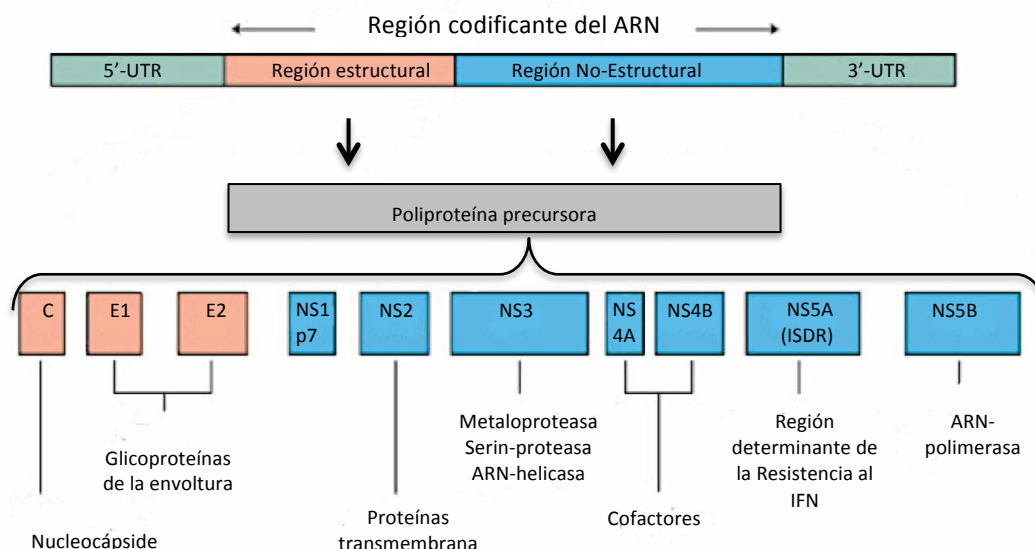 Región codificante del ARN
5'-UTR Región estructural Región No-Estructural 3'-UTR
Poliproteína precursora
C E1 E2 NS1 NS2 NS3 NS NS4B NS5A NS5B
p7 4A (ISDR)
Metaloproteasa
Serin-proteasa
ARN-helicasa
Región
determinante de
la Resistencia al
IFN
ARN-
polimerasa
Glicoproteínas
de la envoltura
Cofactores
Proteínas
transmembrana
Nucleocápside